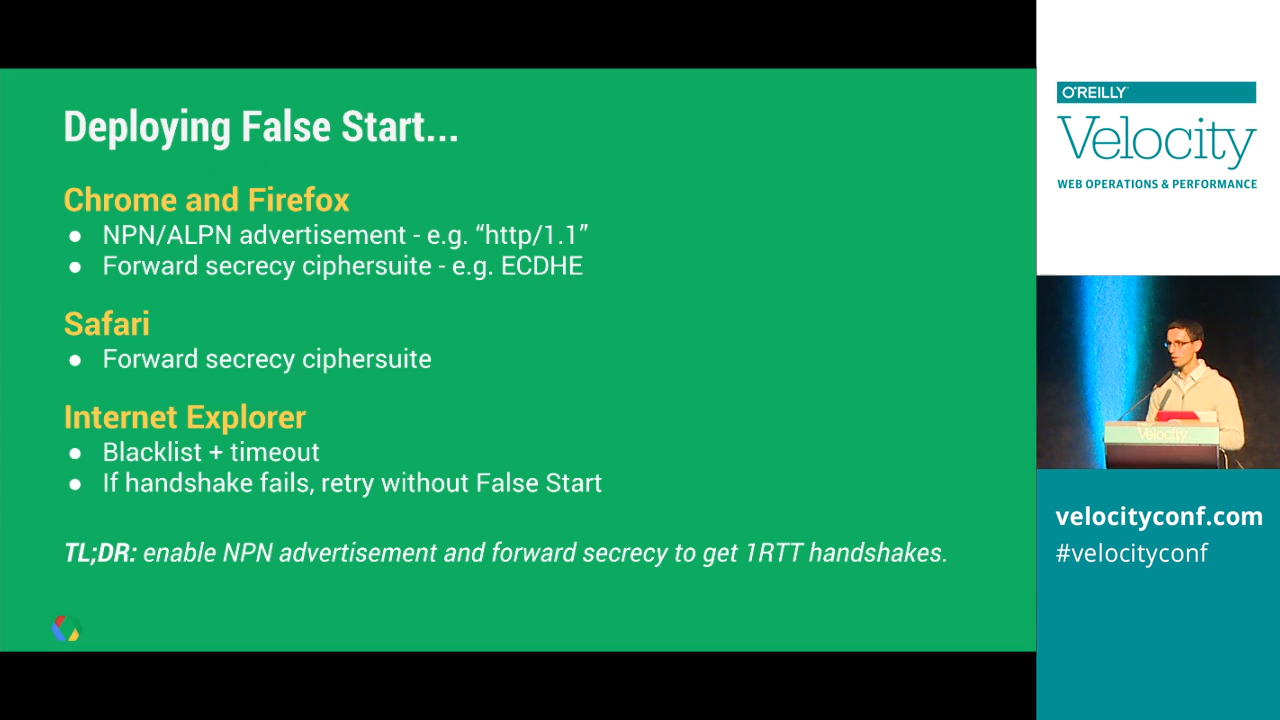 Deploying False Start...
Chrome and Firefox
● NPN/ALPN advertisement - e.g. “http/1.1”
● Forward secrecy ciphersuite - e.g. ECDHE
Safari
● Forward secrecy ciphersuite
Internet Explorer
● Blacklist + timeout
● If handshake fails, retry without False Start
TL;DR: enable NPN advertisement and forward secrecy to get 1RTT handshakes.
O'REILLY
Velocity
WEB OPERATIONS & PERFORMANCE
Velocity
velocityconf.com
#velocityconf